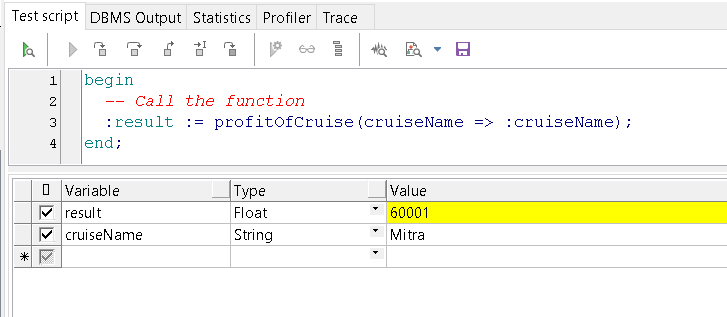 Test script DBMS Output Statistics Profiler Trace
1 begin
2 -- Call the function
3 :result := profitOfCruise(cruiseName => :cruiseName);
4 end;
Variable Type Value
result Float 60001
cruiseName String Mitra
*